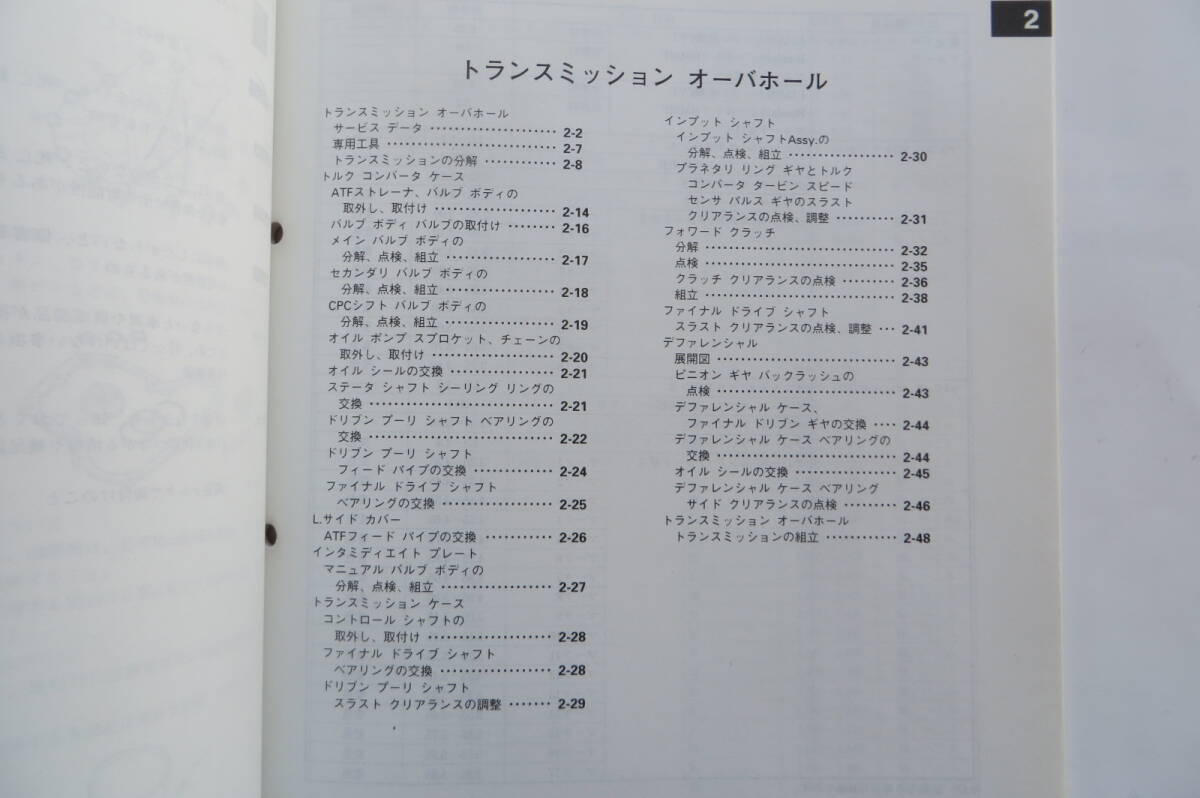 2
トランスミッション オーバホール
トランスミッション オーバホール
サービス データ ····················· 2-2
専用工具 ···························· 2-7
トランスミッションの分解 ············ 2-8
トルク コンバータ ケース
ATFストレーナ、バルブ ボディの
取外し、取付け ···················· 2-14
バルブ ボディ バルブの取付け ········ 2-16
メイン バルブ ボディの
分解、点検、組立 ·················· 2-17
セカンダリ バルブ ボディの
分解、点検、組立 ·················· 2-18
CPCシフト バルブ ボディの
分解、点検、組立 ·················· 2-19
オイル ポンプ スプロケット、チェーンの
取外し、取付け ···················· 2-20
オイル シールの交換 ················· 2-21
ステータ シャフト シーリング リングの
交換 ······························· 2-21
ドリブン プーリ シャフト ベアリングの
交換 ······························· 2-22
ドリブン プーリ シャフト
フィード パイプの交換 ············· 2-24
ファイナル ドライブ シャフト
ベアリングの交換 ·················· 2-25
L.サイド カバー
ATFフィード パイプの交換 ··········· 2-26
インタミディエイト プレート
マニュアル バルブ ボディの
分解、点検、組立 ·················· 2-27
トランスミッション ケース
コントロール シャフトの
取外し、取付け ····················· 2-28
ファイナル ドライブ シャフト
ベアリングの交換 ··················· 2-28
ドリブン プーリ シャフト
スラスト クリアランスの調整 ······· 2-29
インプット シャフト
インプット シャフトAssy.の
分解、点検、組立 ·················· 2-30
プラネタリ リング ギヤとトルク
コンバータ タービン スピード
センサ パルス ギヤのスラスト
クリアランスの点検、調整 ·········· 2-31
フォワード クラッチ
分解 ································ 2-32
点検 ································ 2-35
クラッチ クリアランスの点検 ········· 2-36
組立 ································ 2-38
ファイナル ドライブ シャフト
スラスト クリアランスの点検、調整 ··· 2-41
デファレンシャル
展開図 ······························ 2-43
ピニオン ギヤ バックラッシュの
点検 ······························· 2-43
デファレンシャル ケース、
ファイナル ドリブン ギヤの交換 ···· 2-44
デファレンシャル ケース ベアリングの
交換 ······························· 2-44
オイル シールの交換 ················· 2-45
デファレンシャル ケース ベアリング
サイド クリアランスの点検 ········· 2-46
トランスミッション オーバホール
トランスミッションの組立 ············ 2-48